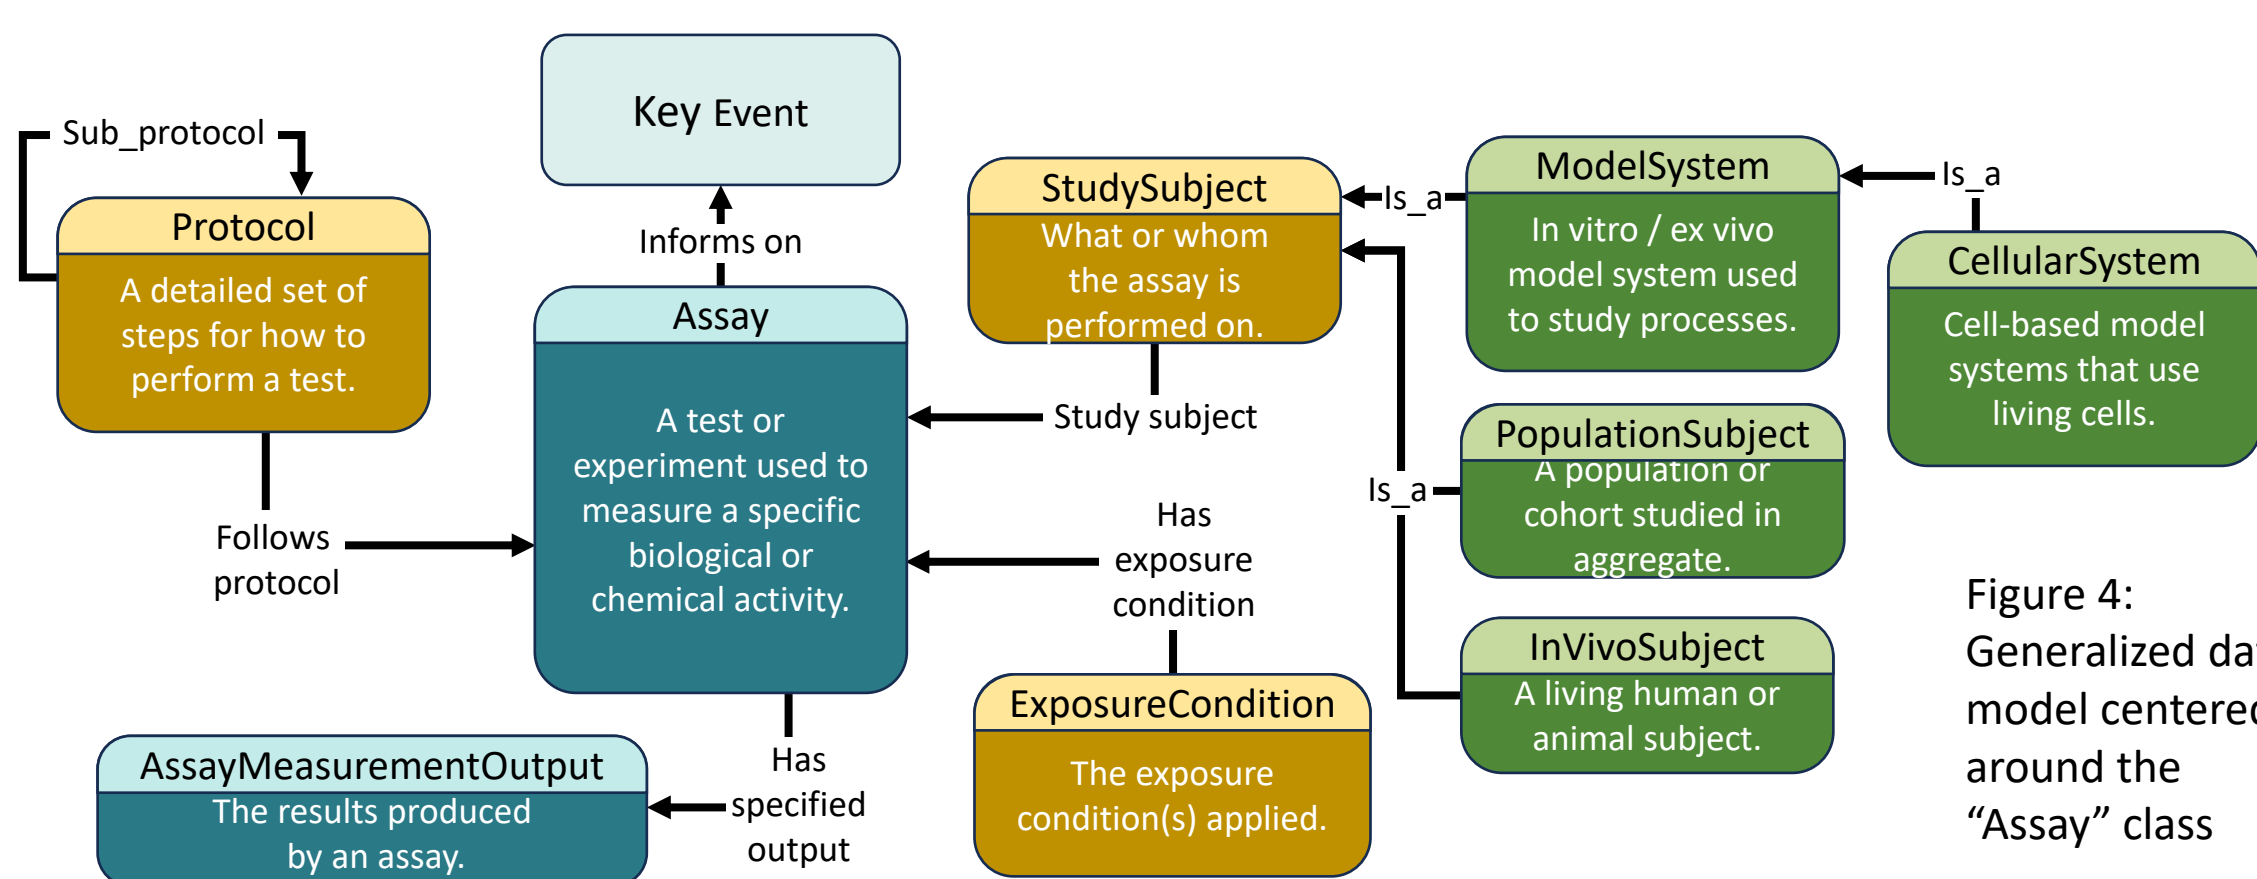 Key Event
Sub_protocol
Protocol
A detailed set of
steps for how to
perform a test.
Follows
protocol
Informs on
Assay
A test or
experiment used to
measure a specific
biological or
chemical activity.
AssayMeasurementOutput
The results produced
by an assay.
Has
specified
output
StudySubject
What or whom
the assay is
performed on.
Study subject
Has
exposure
condition
ExposureCondition
The exposure
condition(s) applied.
Is_a
ModelSystem
In vitro / ex vivo
model system used
to study processes.
Is_a
CellularSystem
Cell-based model
systems that use
living cells.
Is_a
PopulationSubject
A population or
cohort studied in
aggregate.
InVivoSubject
A living human or
animal subject.
Figure 4:
Generalized
model centered
around the
“Assay” class